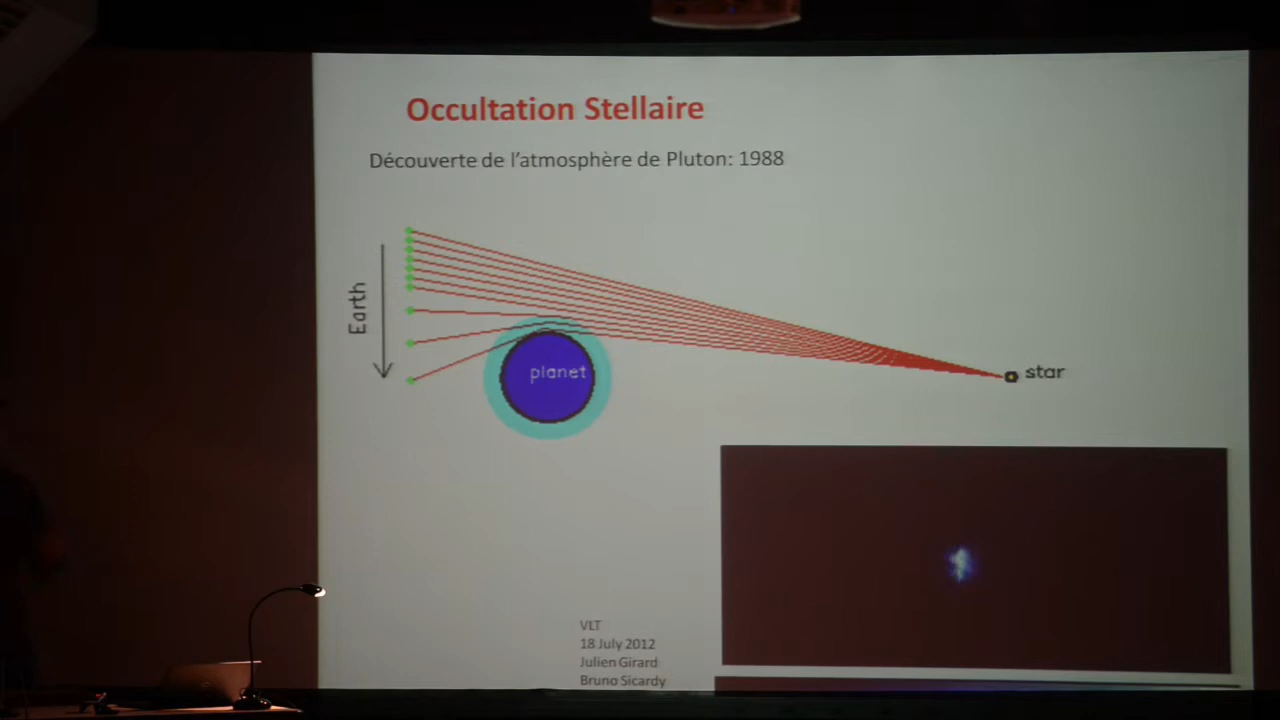 Occultation Stellaire
Découverte de l'atmosphère de Pluton: 1988
Earth
planet
star
VLT
18 July 2012
Julien Girard
Bruno Sicardy